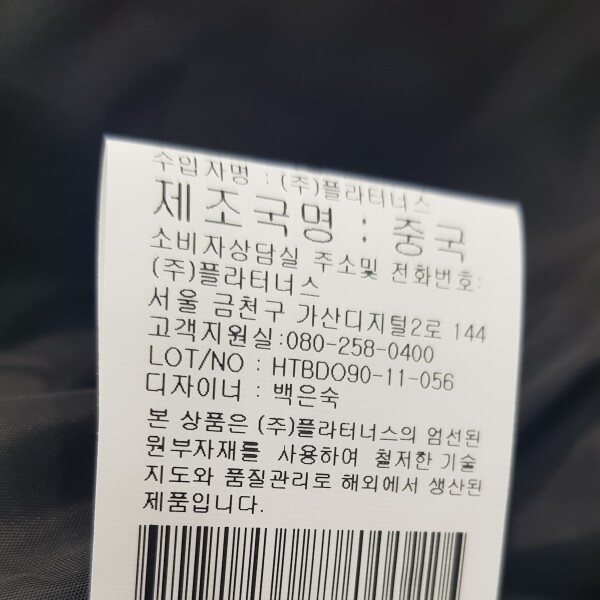 수입자명 : (주)플라터너스
제조국명 : 중국
소비자상담실 주소및 전화번호:
(주)플라터너스
서울 금천구 가산디지털2로 144
고객지원실:080-258-0400
LOT/NO : HTBDO90-11-056
디자이너 : 백은숙
본 상품은 (주)플라터너스의 엄선된
원부자재를 사용하여 철저한 기술
지도와 품질관리로 해외에서 생산된
제품입니다.